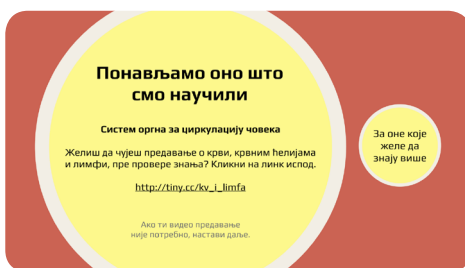 Понављамо оно што
смо научили
Систем оргна за циркулацију човека
Желиш да чујеш предавање о крви, крвним ћелијама
и лимфи, пре провере знања? Кликни на линк испод.
http://tiny.cc/kv_i_limfa
Ако ти видео предавање
није потребно, настави даље.
За оне које
желе да
знају више